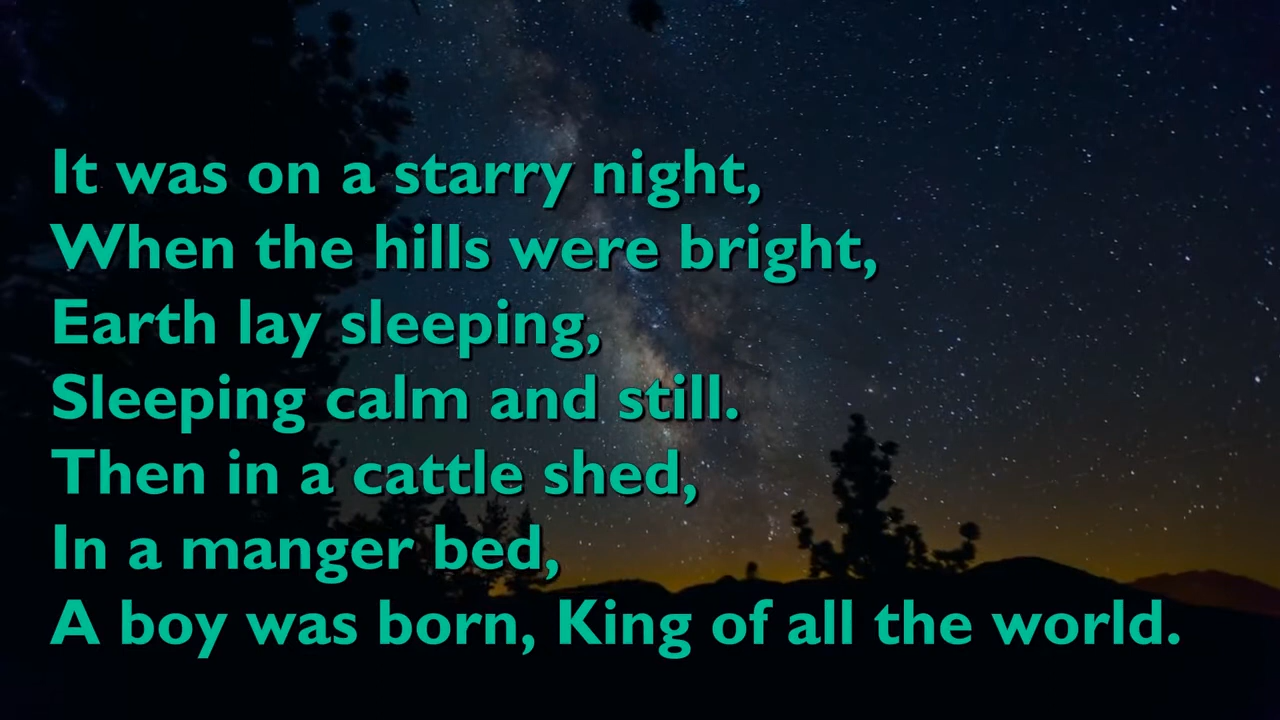 It was on a starry night,
When the hills were bright,
Earth lay sleeping,
Sleeping calm and still.
Then in a cattle shed,
In a manger bed,
A boy was born, King of all the world.